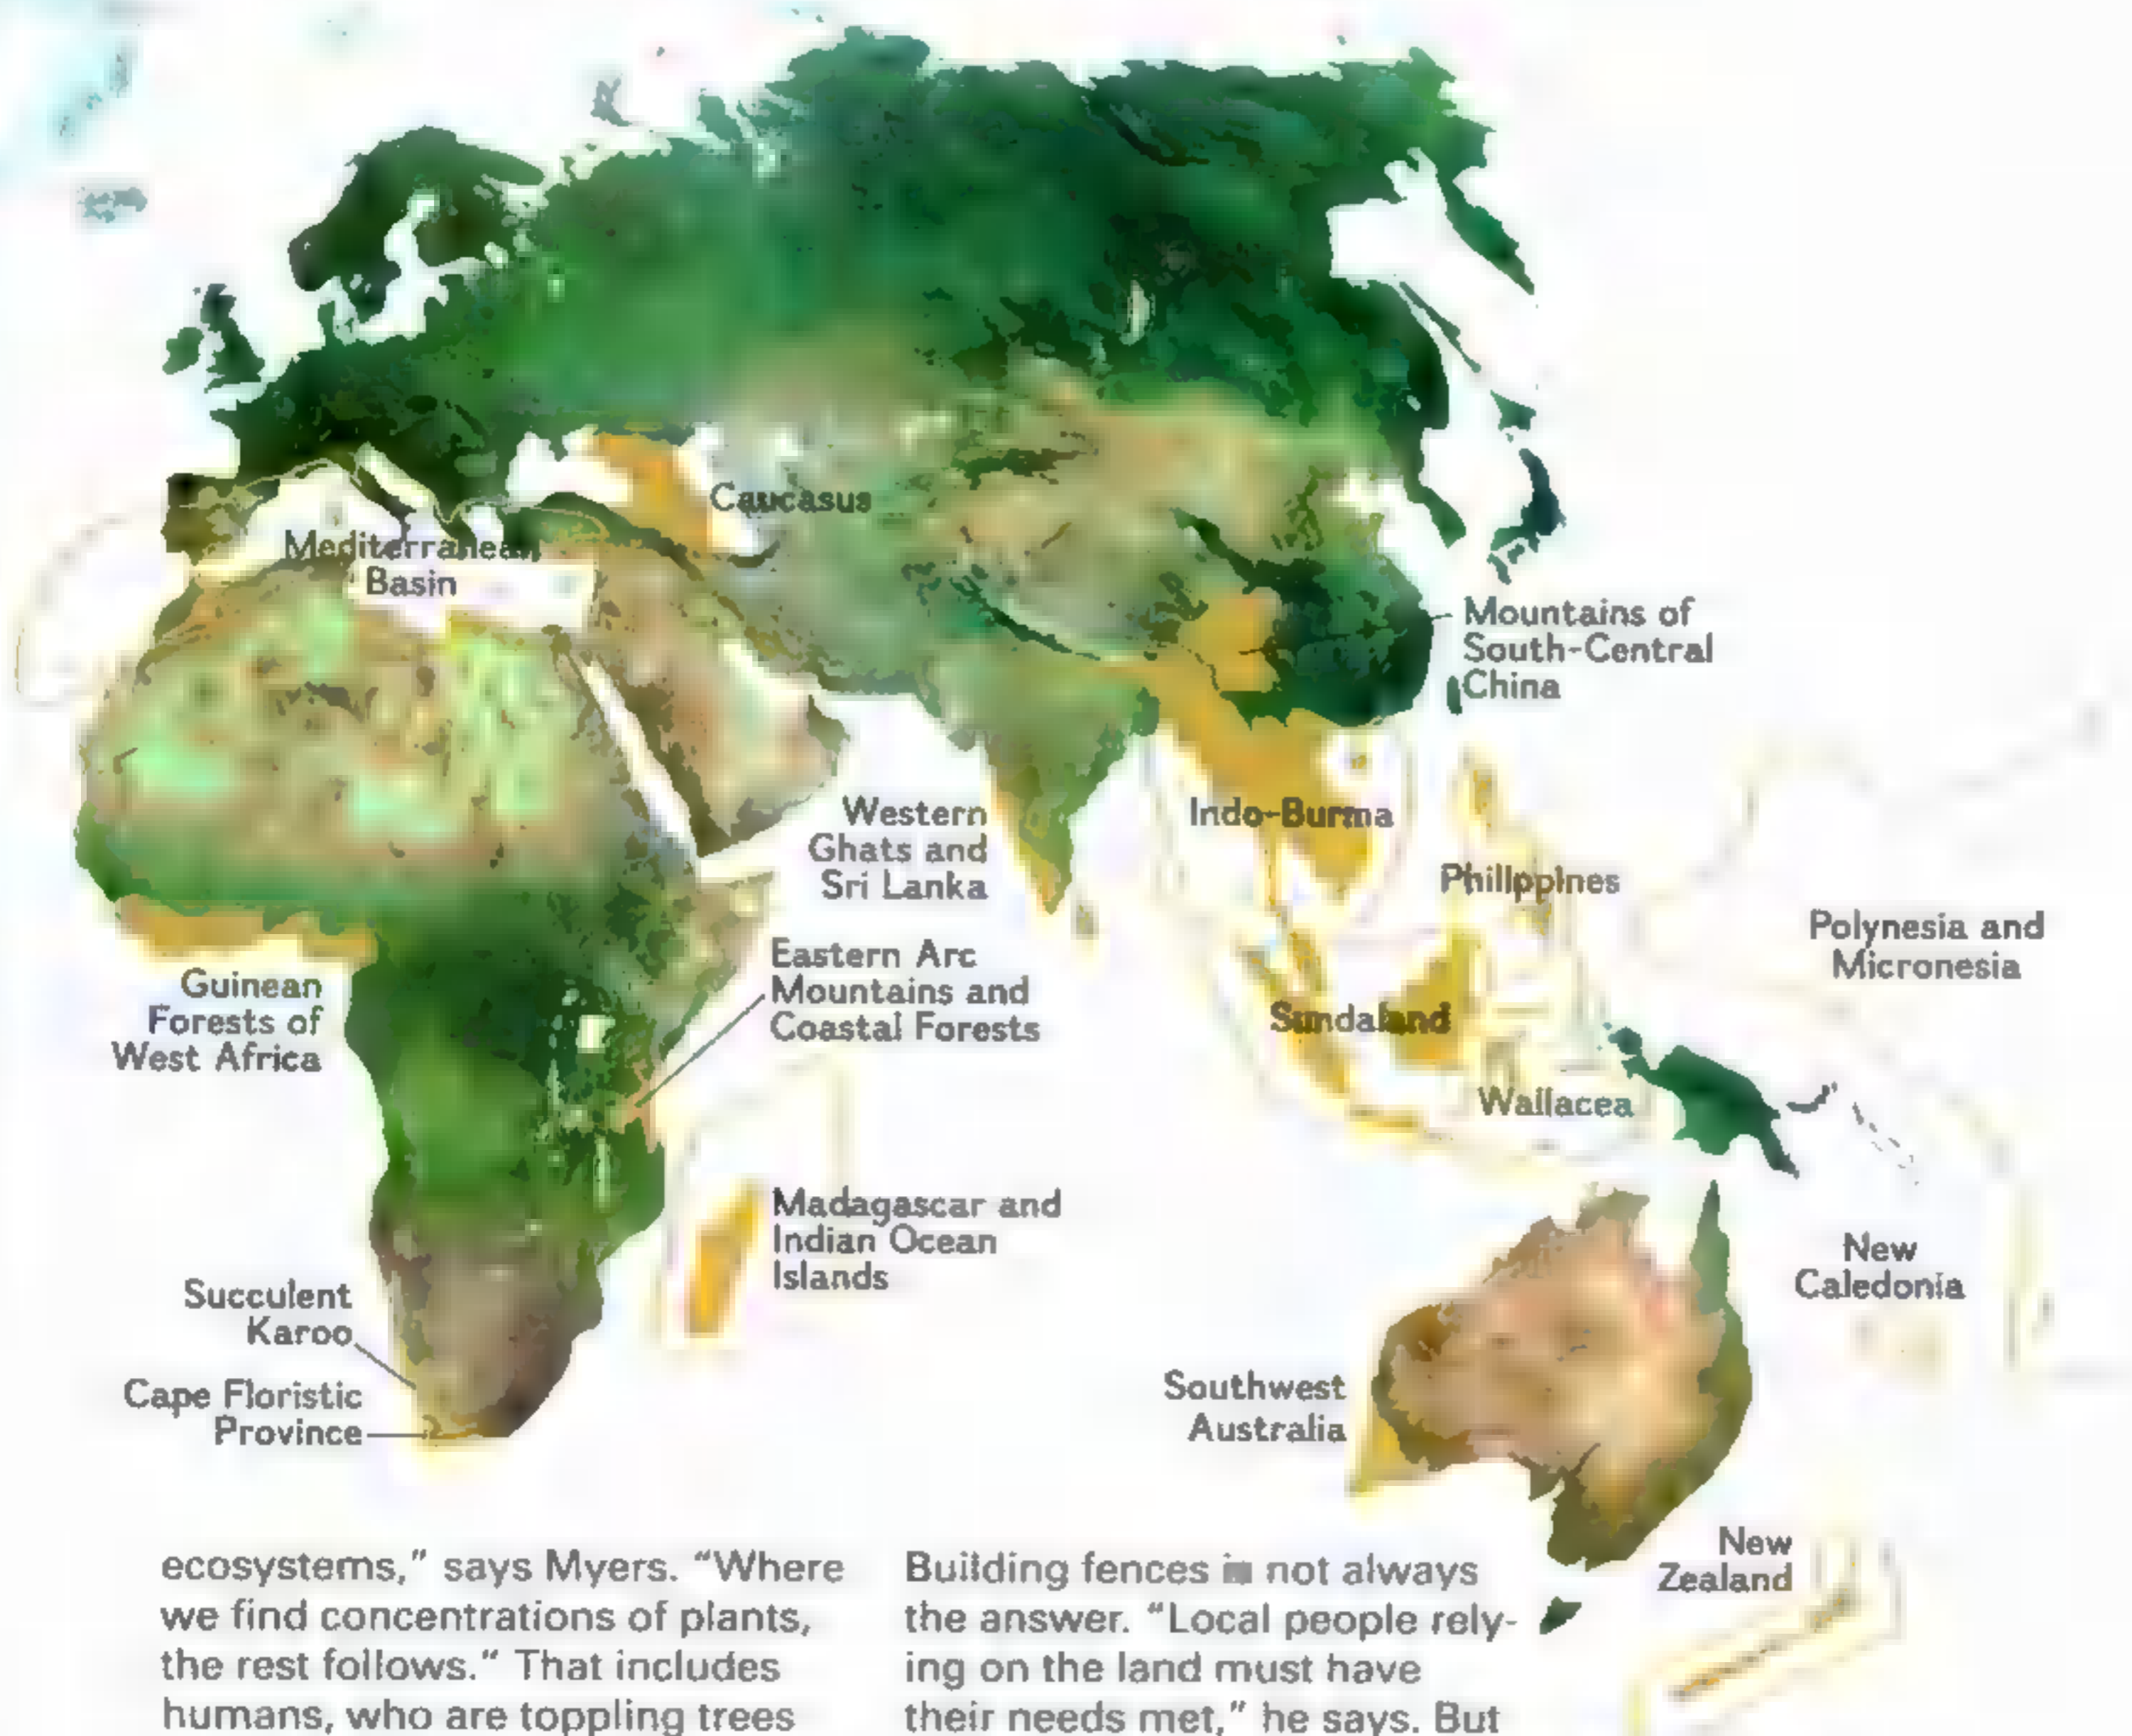 Caucasus
Mediterranean
Basin
Mountains of
South-Central
China
Western
Ghats and
Sri Lanka
Indo-Burma
Philippines
Polynesia and
Micronesia
Eastern Arc
Mountains and
Coastal Forests
Guinean
Forests of
West Africa
Sundaland
Wallacea
Madagascar and
Indian Ocean
Islands
New
Caledonia
Succulent
Karoo
Cape Floristic
Province
Southwest
Australia
New
Zealand
ecosystems,” says Myers. “Where
we find concentrations of plants,
the rest follows.” That includes
humans, who are toppling trees
Building fences is not always
the answer. “Local people rely-
ing on the land must have
their needs met,” he says. But